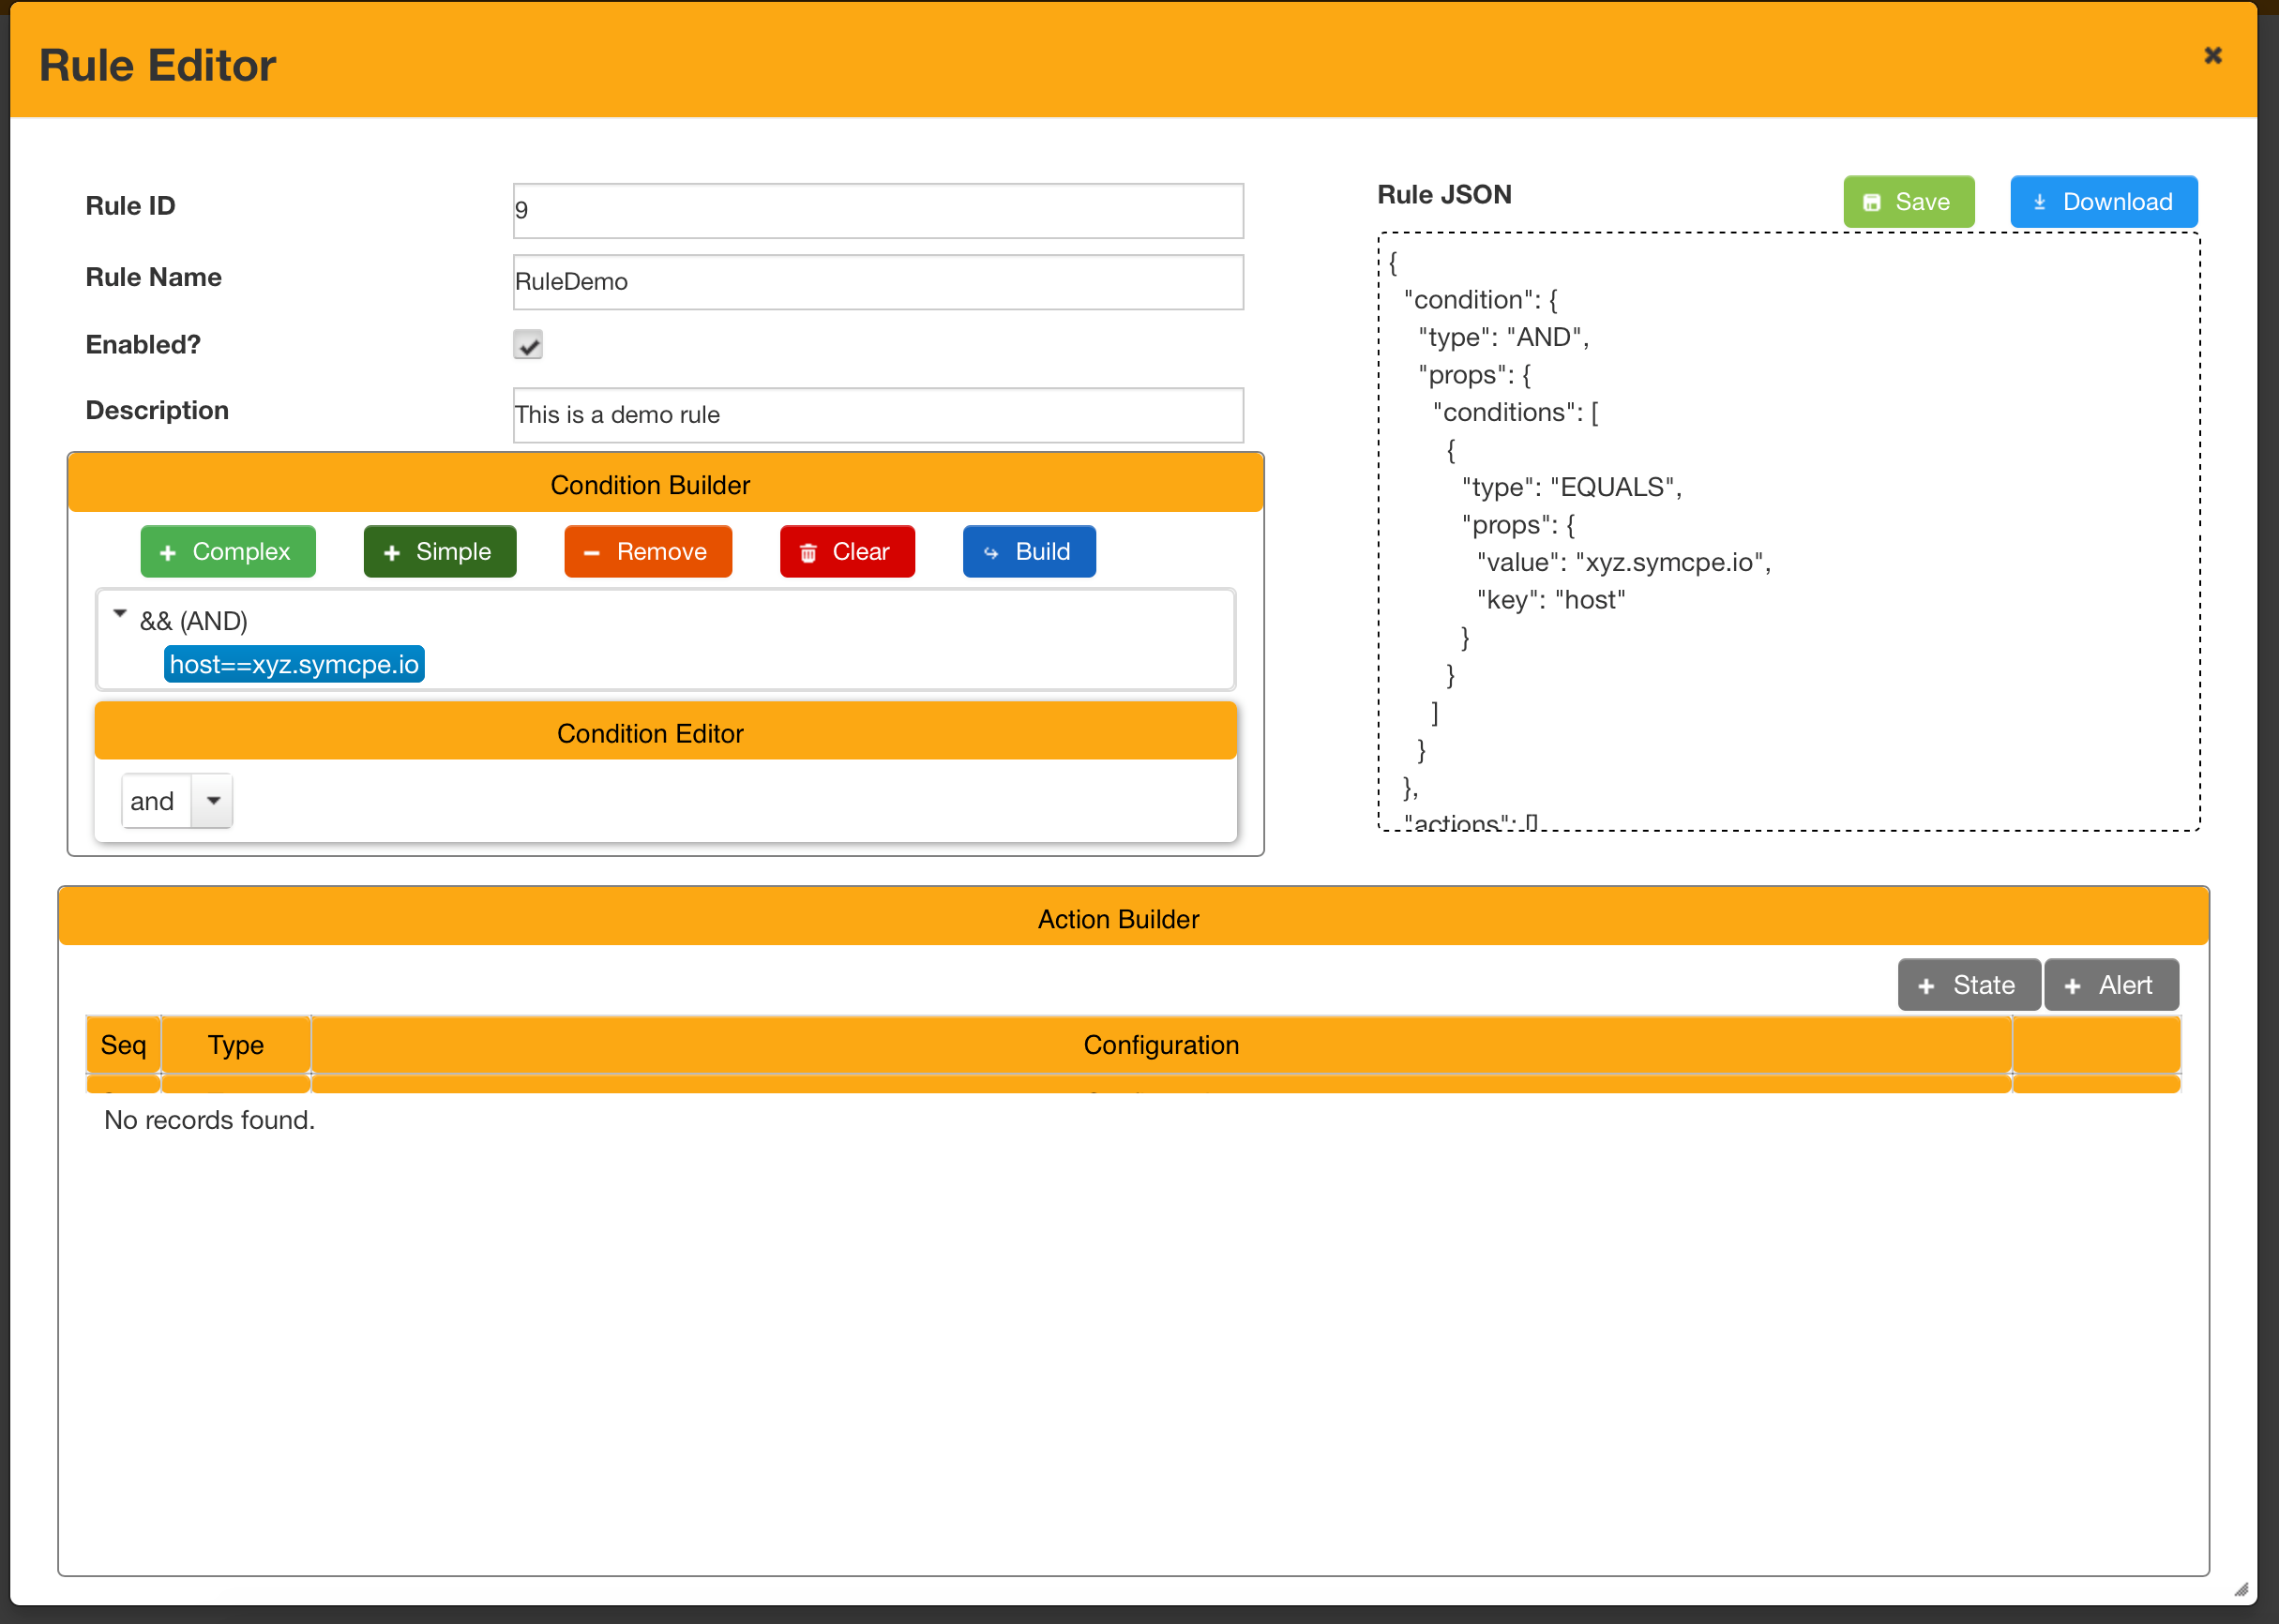 Rule Editor
Rule ID
9
Rule Name
RuleDemo
Enabled?
Description
This is a demo rule
Condition Builder
Complex
Simple
Remove
Clear
Build
&& (AND)
host==xyz.symcpe.io
Condition Editor
and
Rule JSON
Save
Download
{
"condition": {
"type": "AND",
"props": {
"conditions": [
{
"type": "EQUALS",
"props": {
"value": "xyz.symcpe.io",
"key": "host"
}
}
]
}
},
"actions": []
Action Builder
State
Alert
Seq Type Configuration
No records found.